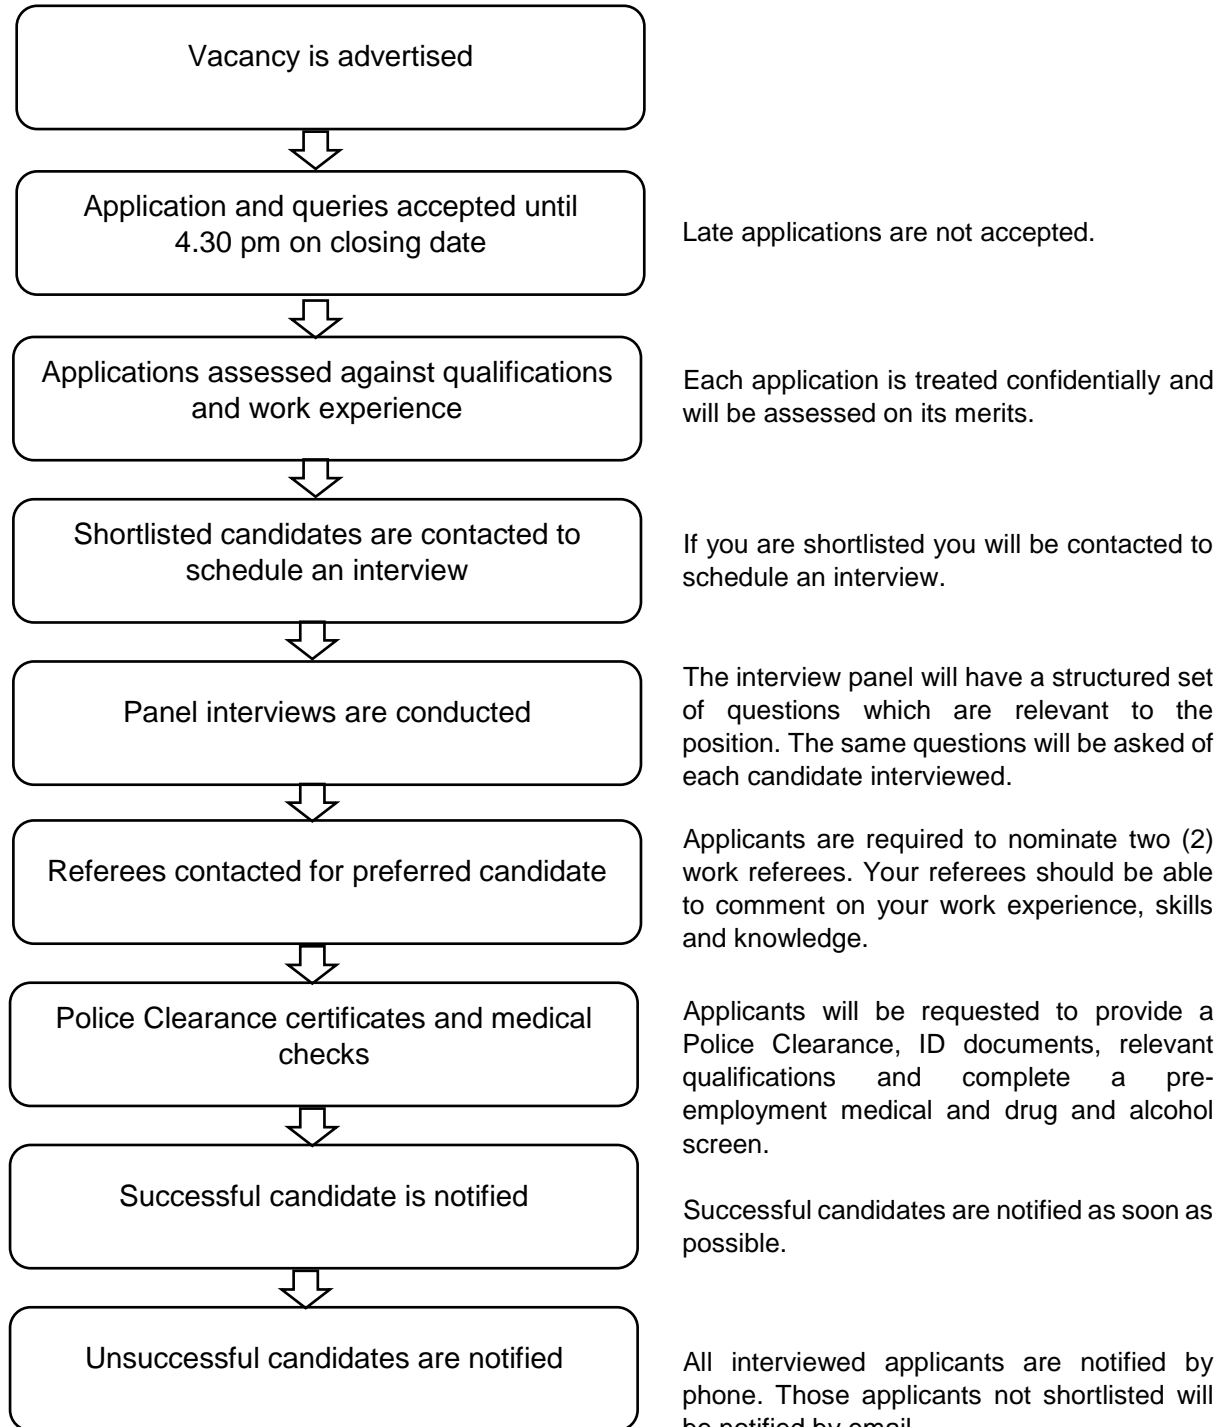 Vacancy is advertised
Application and queries accepted until
4.30 pm on closing date
Late applications are not accepted.
Applications assessed against qualifications
and work experience
Each application is treated confidentially and
will be assessed on its merits.
Shortlisted candidates are contacted to
schedule an interview
If you are shortlisted you will be contacted to
schedule an interview.
Panel interviews are conducted
The interview panel will have a structured set
of questions which are relevant to the
position. The same questions will be asked of
each candidate interviewed.
Referees contacted for preferred candidate
Applicants are required to nominate two (2)
work referees. Your referees should be able
to comment on your work experience, skills
and knowledge.
Police Clearance certificates and medical
checks
Applicants will be requested to provide a
Police Clearance, ID documents, relevant
qualifications and complete a pre-
employment medical and drug and alcohol
screen.
Successful candidate is notified
Successful candidates are notified as soon as
possible.
Unsuccessful candidates are notified
All interviewed applicants are notified by
phone. Those applicants not shortlisted will
be notified by email